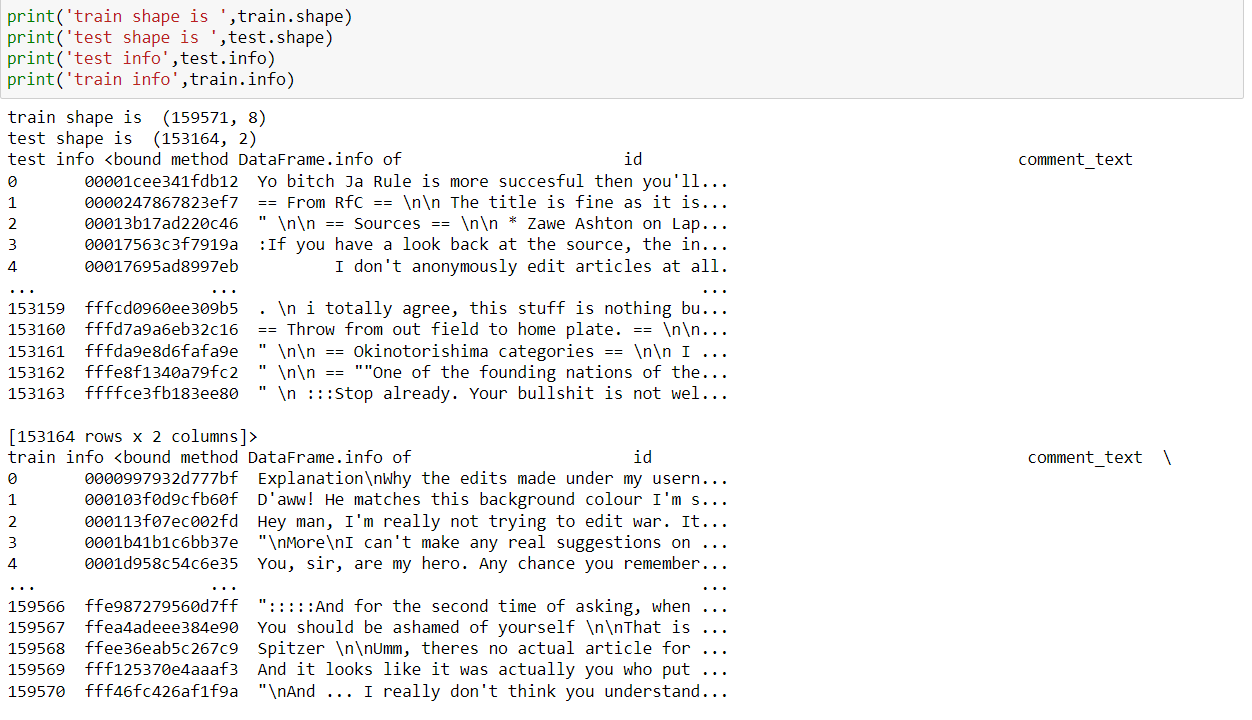 print('train shape is ',train.shape)
print('test shape is ',test.shape)
print('test info',test.info)
print('train info',train.info)
train shape is  (159571, 8)
test shape is  (153164, 2)
test info <bound method DataFrame.info of                       id                                       comment_text
0       00001cee341fdb12  Yo bitch Ja Rule is more succesful then you'll...
1       0000247867823ef7  == From RfC == \n\n The title is fine as it is...
2       00013b17ad220c46  " \n\n == Sources == \n\n * Zawe Ashton on Lap...
3       00017563c3f7919a  :If you have a look back at the source, the in...
4       00017695ad8997eb          I don't anonymously edit articles at all.
...                  ...                                                ...
153159  fffcd0960ee309b5  . \n i totally agree, this stuff is nothing bu...
153160  fffd7a9a6eb32c16  == Throw from out field to home plate. == \n\n...
153161  fffda9e8d6fafa9e  " \n\n == Okinotorishima categories == \n\n I ...
153162  fffe8f1340a79fc2  " \n\n == ""One of the founding nations of the...
153163  ffffce3fb183ee80  " \n :::Stop already. Your bullshit is not wel...
[153164 rows x 2 columns]>
train info <bound method DataFrame.info of                       id                                       comment_text  \
0       0000997932d777bf  Explanation\nWhy the edits made under my usern...
1       000103f0d9cfb60f  D'aww! He matches this background colour I'm s...
2       000113f07ec002fd  Hey man, I'm really not trying to edit war. It...
3       0001b41b1c6bb37e  "\nMore\nI can't make any real suggestions on ...
4       0001d958c54c6e35  You, sir, are my hero. Any chance you remember...
...                  ...                                                ...
159566  ffe987279560d7ff  ":::::And for the second time of asking, when ...
159567  ffea4adeee384e90  You should be ashamed of yourself \n\nThat is ...
159568  ffee36eab5c267c9  Spitzer \n\nUmm, theres no actual article for ...
159569  fff125370e4aaaf3  And it looks like it was actually you who put ...
159570  fff46fc426af1f9a  "\nAnd ... I really don't think you understand...